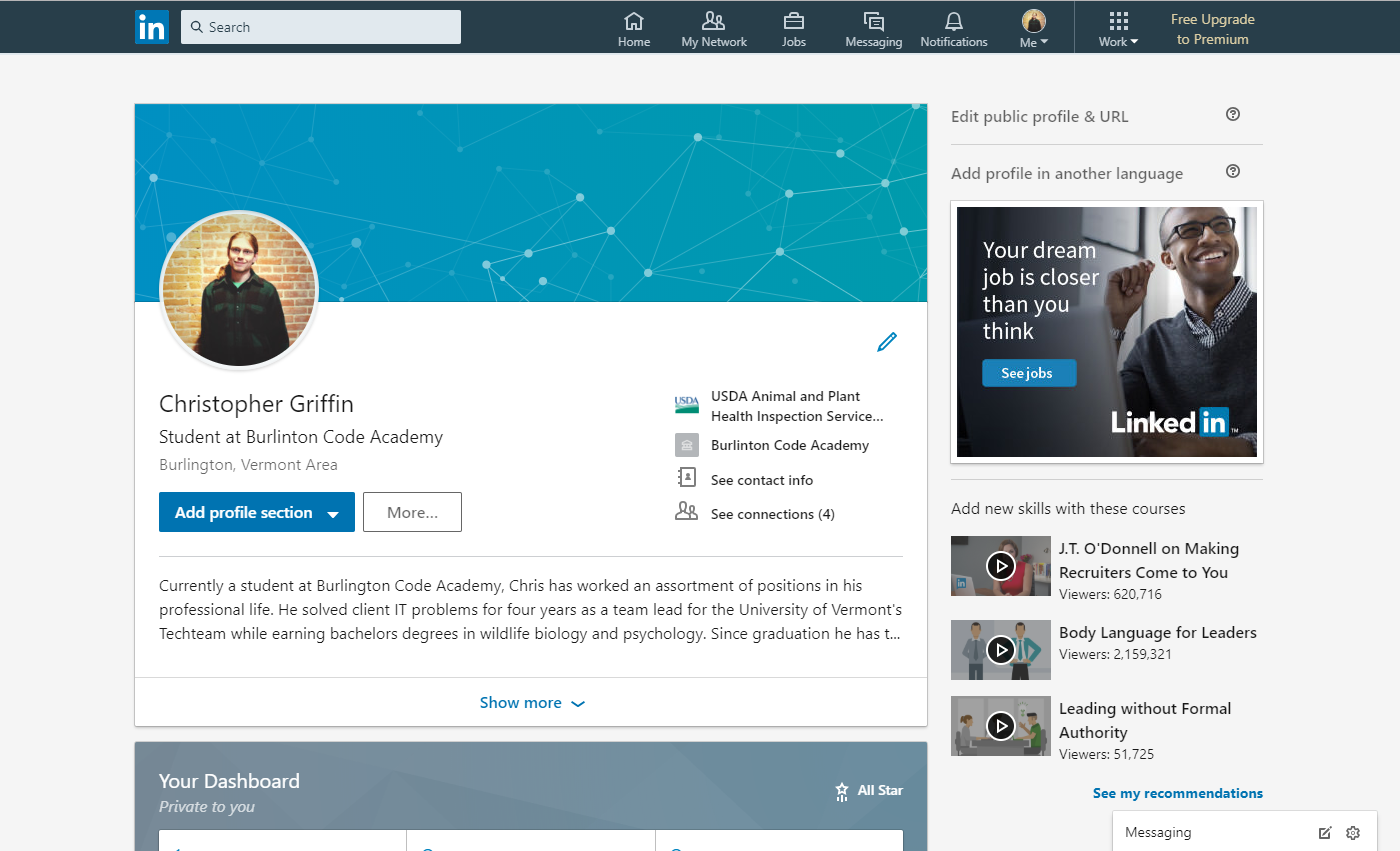 in
Search
Home
My Network
Jobs
Messaging
Notifications
Me
Work
Free Upgrade
to Premium
Edit public profile & URL
Add profile in another language
Your dream
job is closer
than you
think
See jobs
Linked in ™
Christopher Griffin
Student at Burlinton Code Academy
Burlington, Vermont Area
Add profile section
More...
USDA
USDA Animal and Plant
Health Inspection Service...
Burlinton Code Academy
See contact info
See connections (4)
Currently a student at Burlington Code Academy, Chris has worked an assortment of positions in his
professional life. He solved client IT problems for four years as a team lead for the University of Vermont's
Techteam while earning bachelors degrees in wildlife biology and psychology. Since graduation he has t...
Show more
Add new skills with these courses
in
J.T. O'Donnell on Making
Recruiters Come to You
Viewers: 620,716
Body Language for Leaders
Viewers: 2,159,321
Leading without Formal
Authority
Viewers: 51,725
See my recommendations
Your Dashboard
Private to you
All Star
Messaging